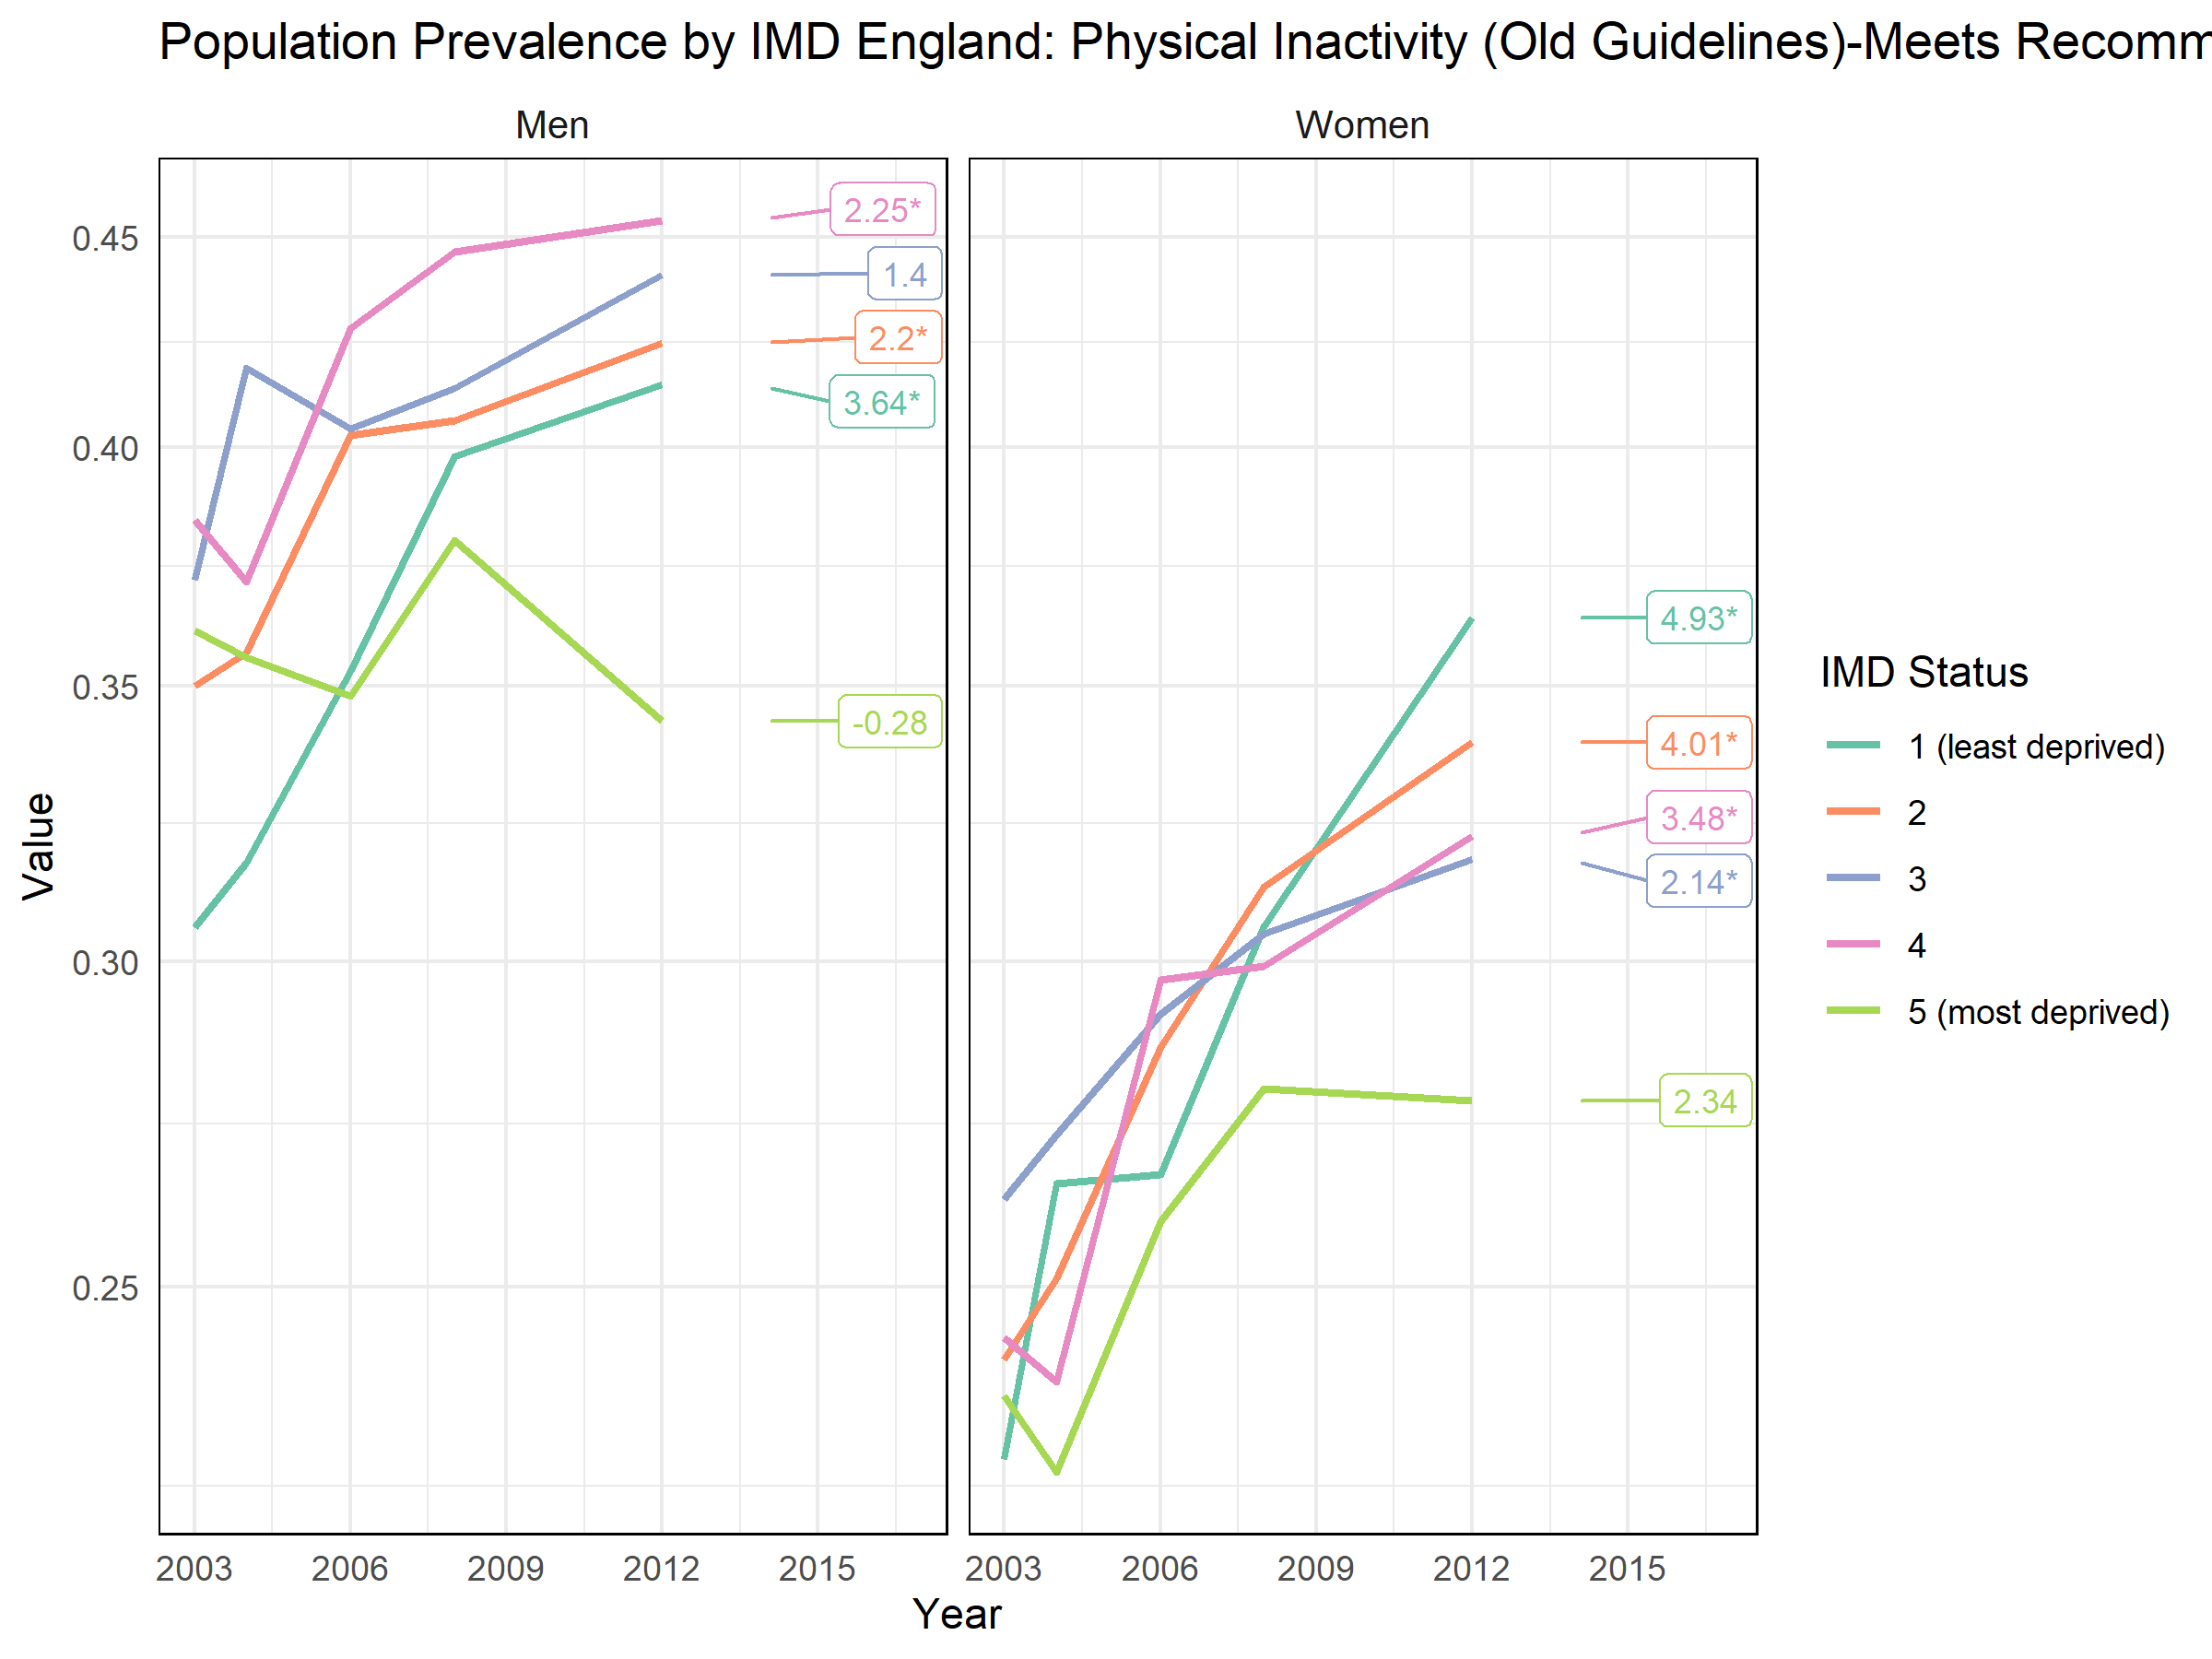 Population Prevalence by IMD England: Physical Inactivity (Old Guidelines)-Meets Recomm
Men
Women
0.45
0.40
0.35
0.30
0.25
Value
2.25*
1.4
2.2*
3.64*
-0.28
4.93*
4.01*
3.48*
2.14*
2.34
IMD Status
1 (least deprived)
2
3
4
5 (most deprived)
2003 2006 2009 2012 2015
2003 2006 2009 2012 2015
Year